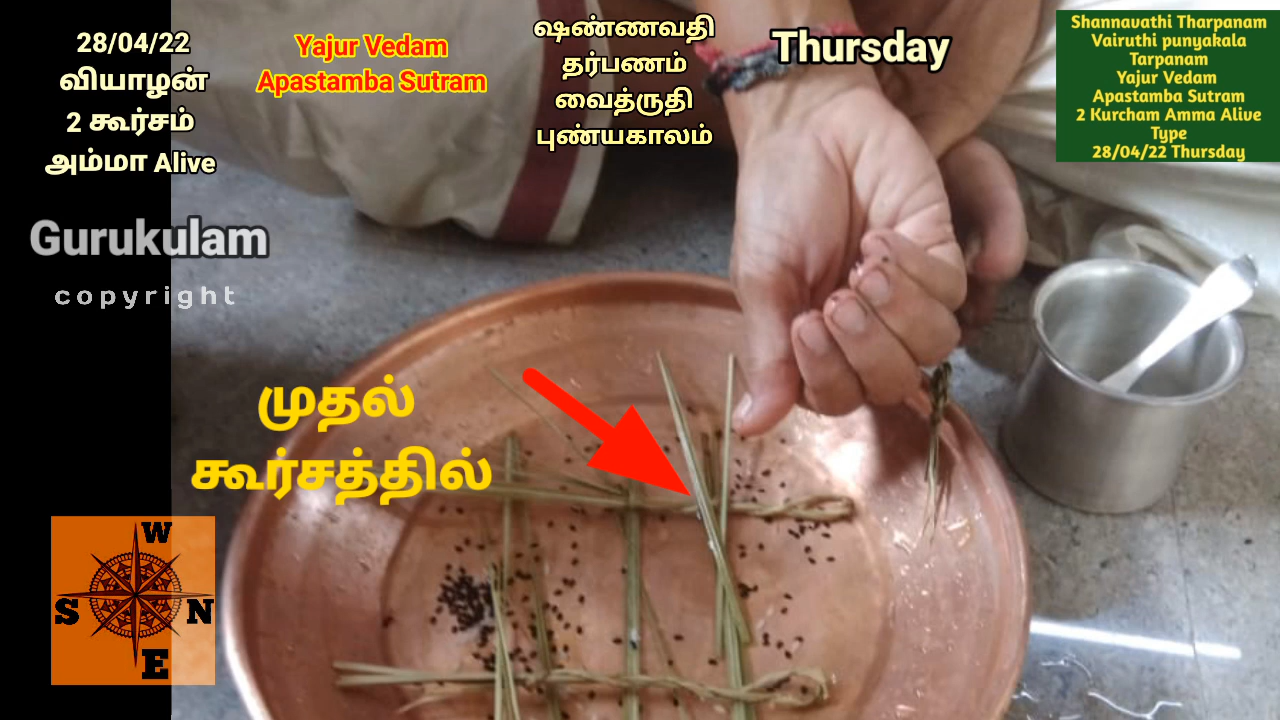 28/04/22
வியாழன்
2 கூர்சம்
அம்மா Alive
Yajur Vedam
Apastamba Sutram
ஷண்ணவதி
தர்பணம்
வைத்ருதி
புண்யகாலம்
Thursday
Shannavathi Tharpanam
Vairuthi punyakala
Tarpanam
Yajur Vedam
Apastamba Sutram
2 Kurcham Amma Alive
Type
28/04/22 Thursday
Gurukulam
copyright
முதல்
கூர்சத்தில்
W
S N
E